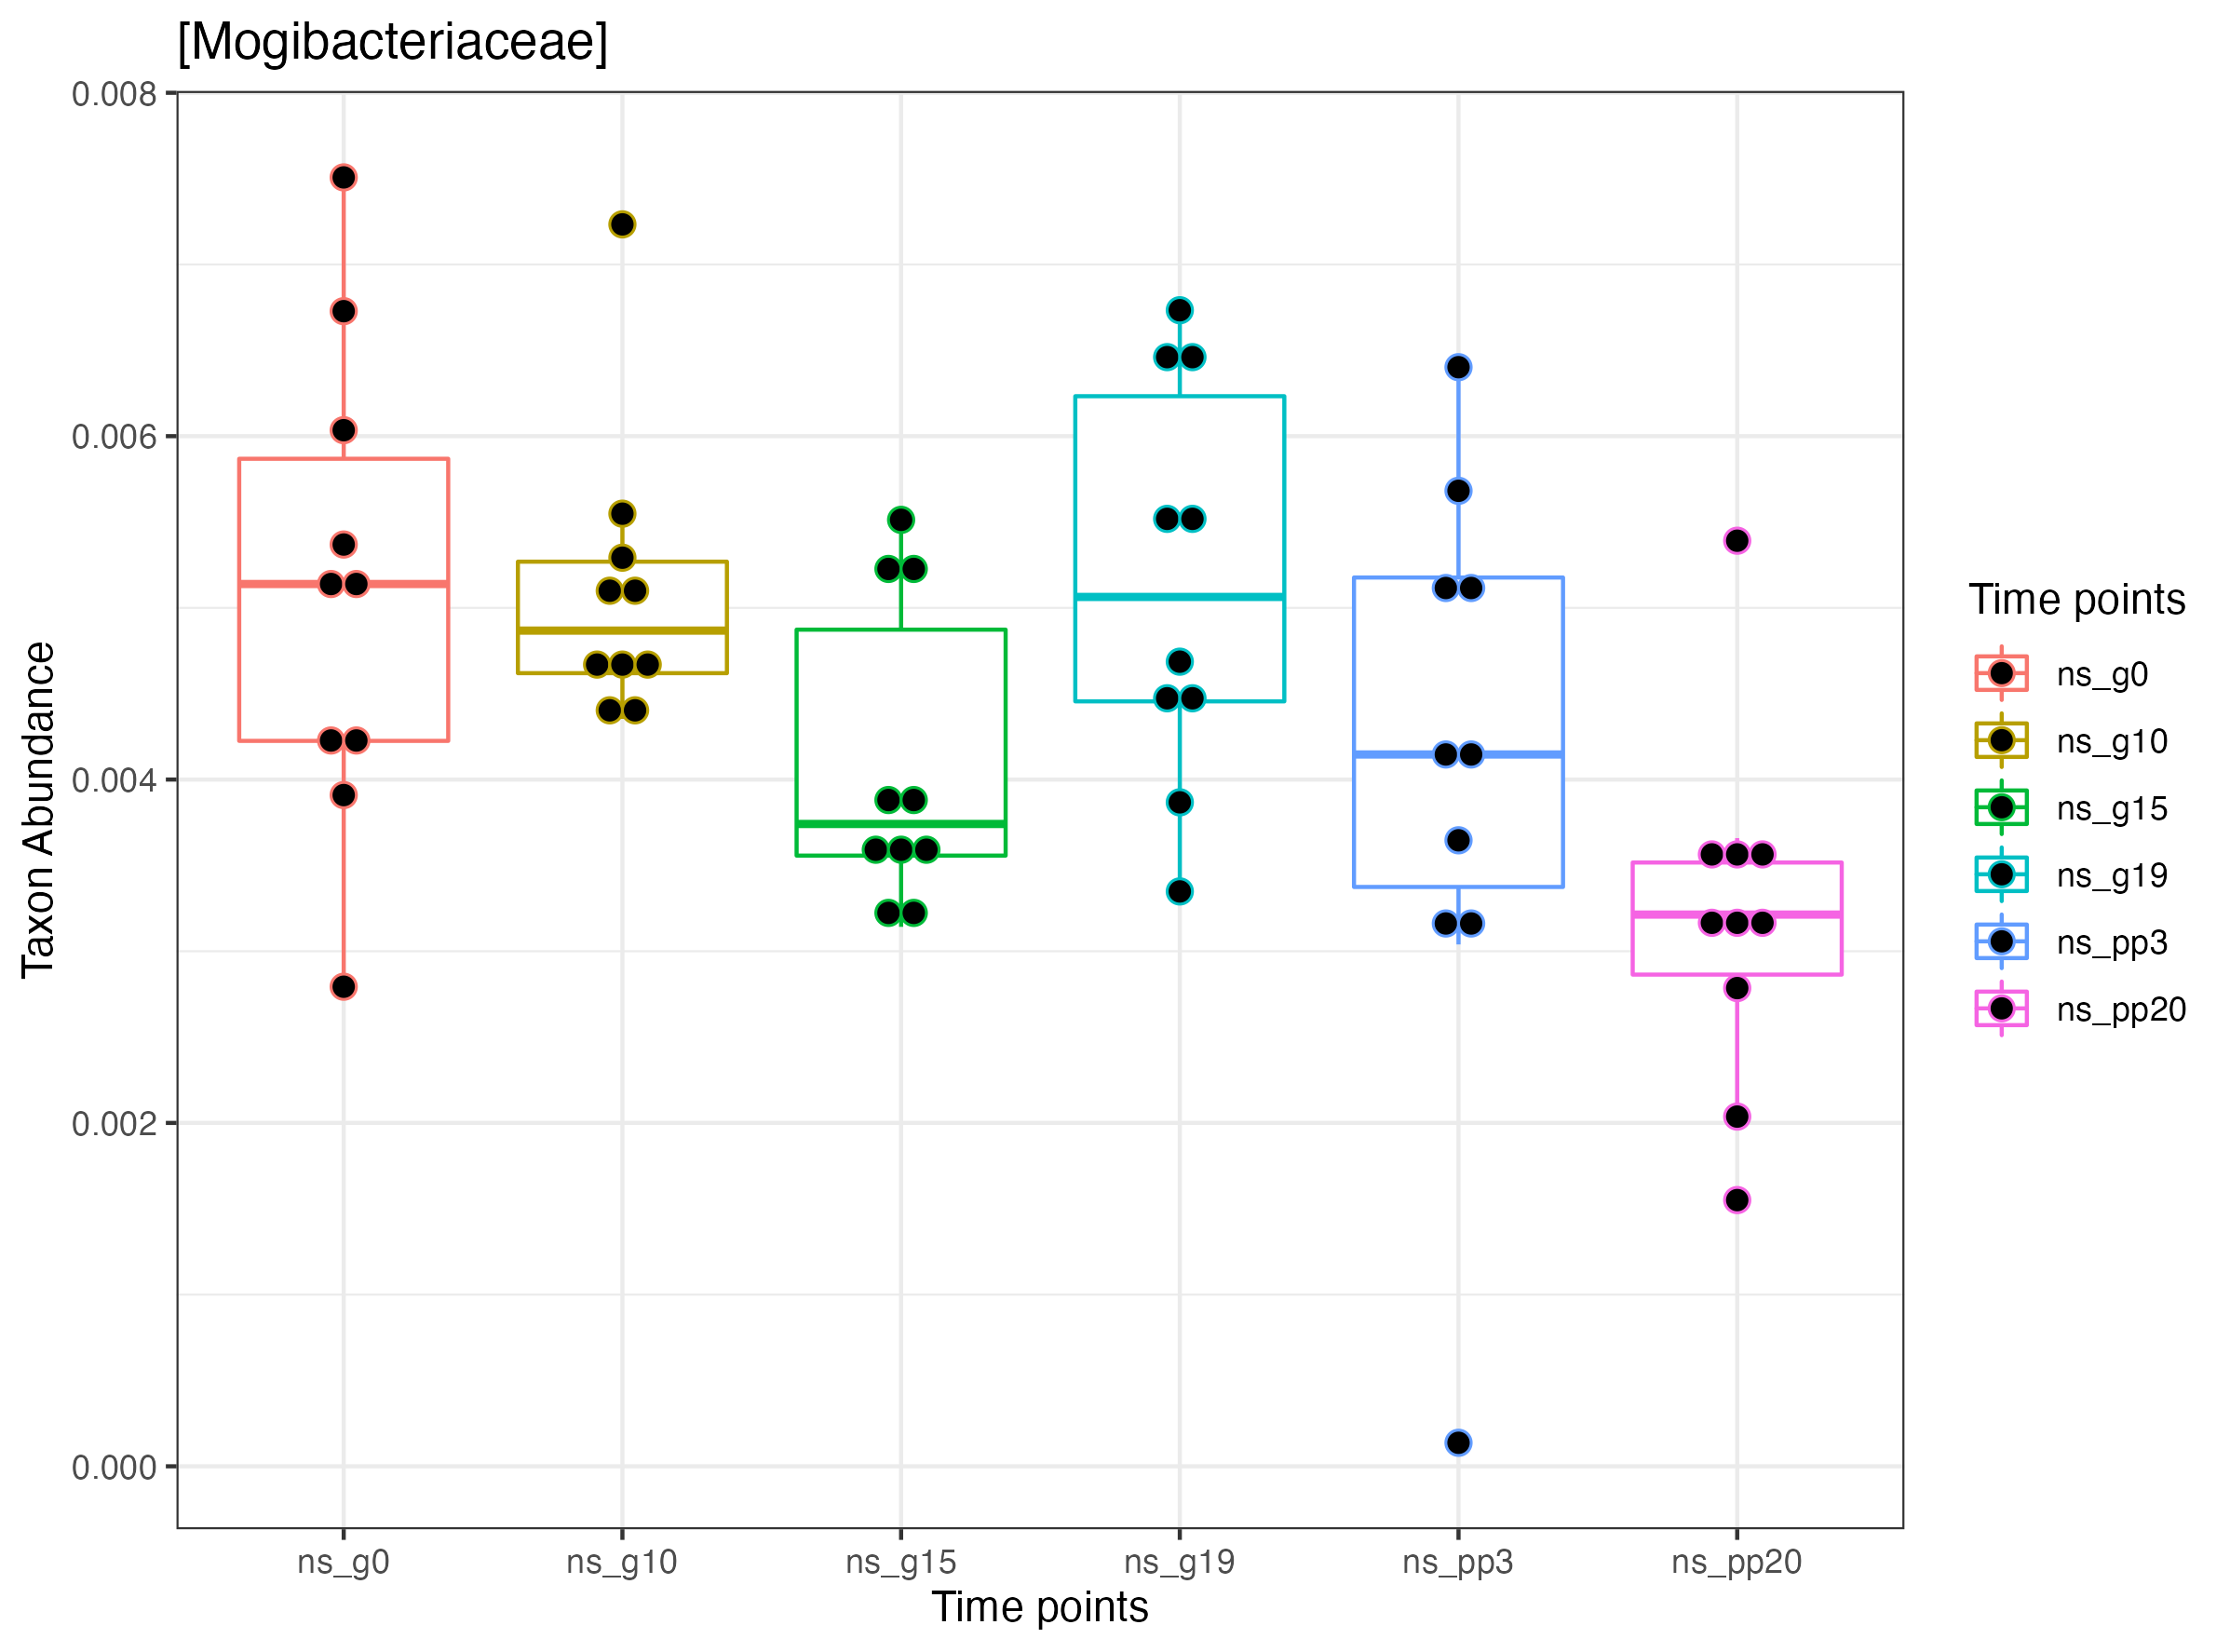 [Mogibacteriaceae]
Taxon Abundance
0.008
0.006
0.004
0.002
0.000
ns_g0
ns_g10
ns_g15
ns_g19
ns_pp3
ns_pp20
Time points
Time points
ns_g0
ns_g10
ns_g15
ns_g19
ns_pp3
ns_pp20